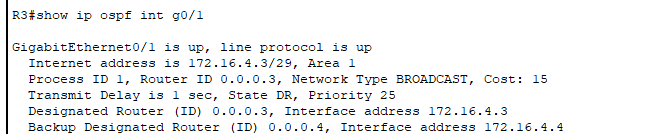 R3#show ip ospf int g0/1
GigabitEthernet0/1 is up, line protocol is up
Internet address is 172.16.4.3/29, Area 1
Process ID 1, Router ID 0.0.0.3, Network Type BROADCAST, Cost: 15
Transmit Delay is 1 sec, State DR, Priority 25
Designated Router (ID) 0.0.0.3, Interface address 172.16.4.3
Backup Designated Router (ID) 0.0.0.4, Interface address 172.16.4.4